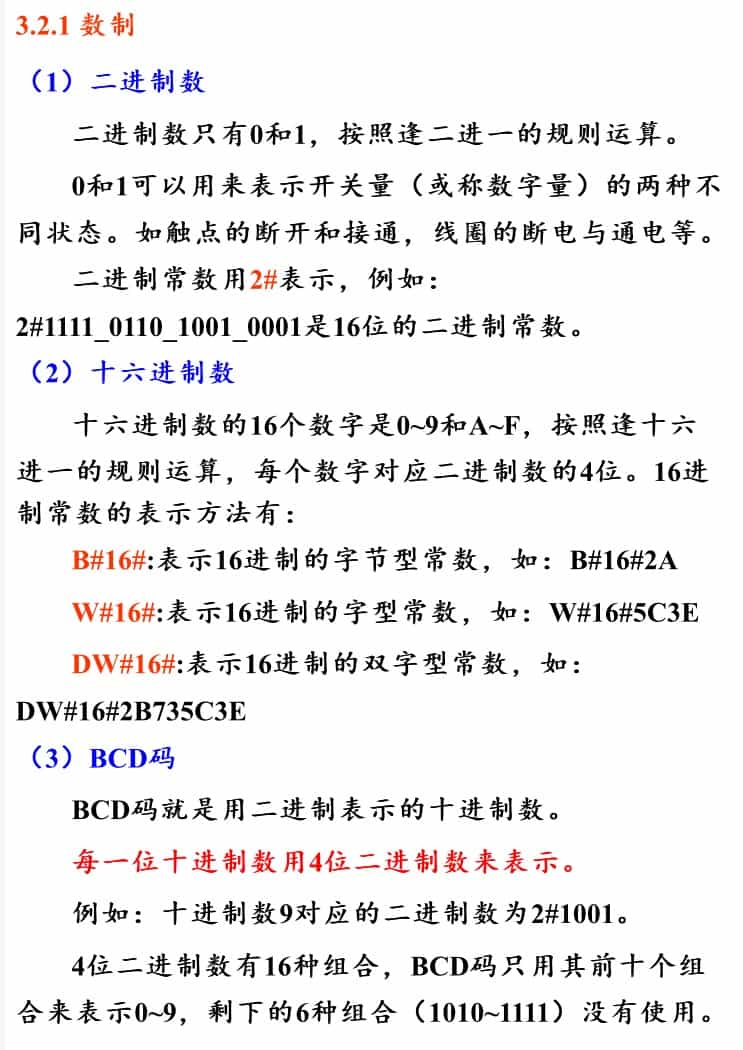 3.2.1 数制
（1）二进制数
二进制数只有0和1，按照逢二进一的规则运算。
0和1可以用来表示开关量（或称数字量）的两种不
同状态。如触点的断开和接通，线圈的断电与通电等。
二进制常数用2#表示，例如：
2#1111_0110_1001_0001是16位的二进制常数。
（2）十六进制数
十六进制数的16个数字是0~9和A~F，按照逢十六
进一的规则运算，每个数字对应二进制数的4位。16进
制常数的表示方法有：
B#16#:表示16进制的字节型常数，如：B#16#2A
W#16#:表示16进制的字型常数，如：W#16#5C3E
DW#16#:表示16进制的双字型常数，如：
DW#16#2B735C3E
（3）BCD码
BCD码就是用二进制表示的十进制数。
每一位十进制数用4位二进制数来表示。
例如：十进制数9对应的二进制数为2#1001。
4位二进制数有16种组合，BCD码只用其前十个组
合来表示0~9，剩下的6种组合（1010~1111）没有使用。